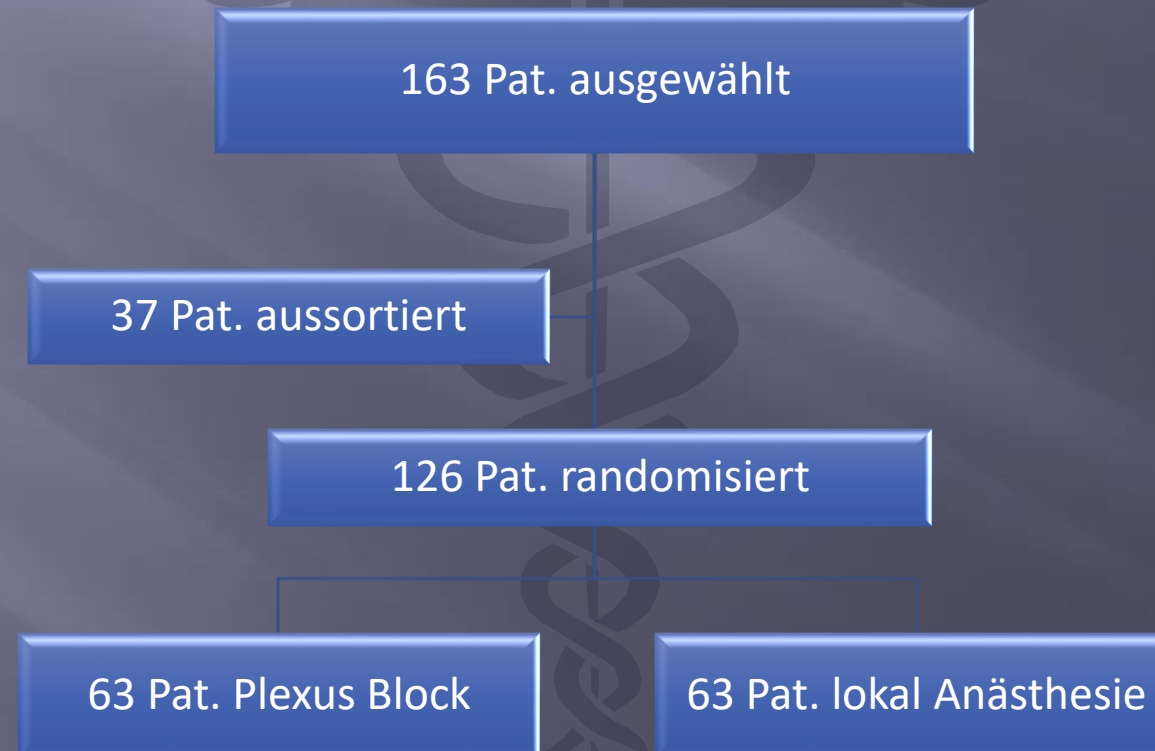 163 Pat. ausgewählt
37 Pat. aussortiert
126 Pat. randomisiert
63 Pat. Plexus Block
63 Pat. lokal Anästhesie